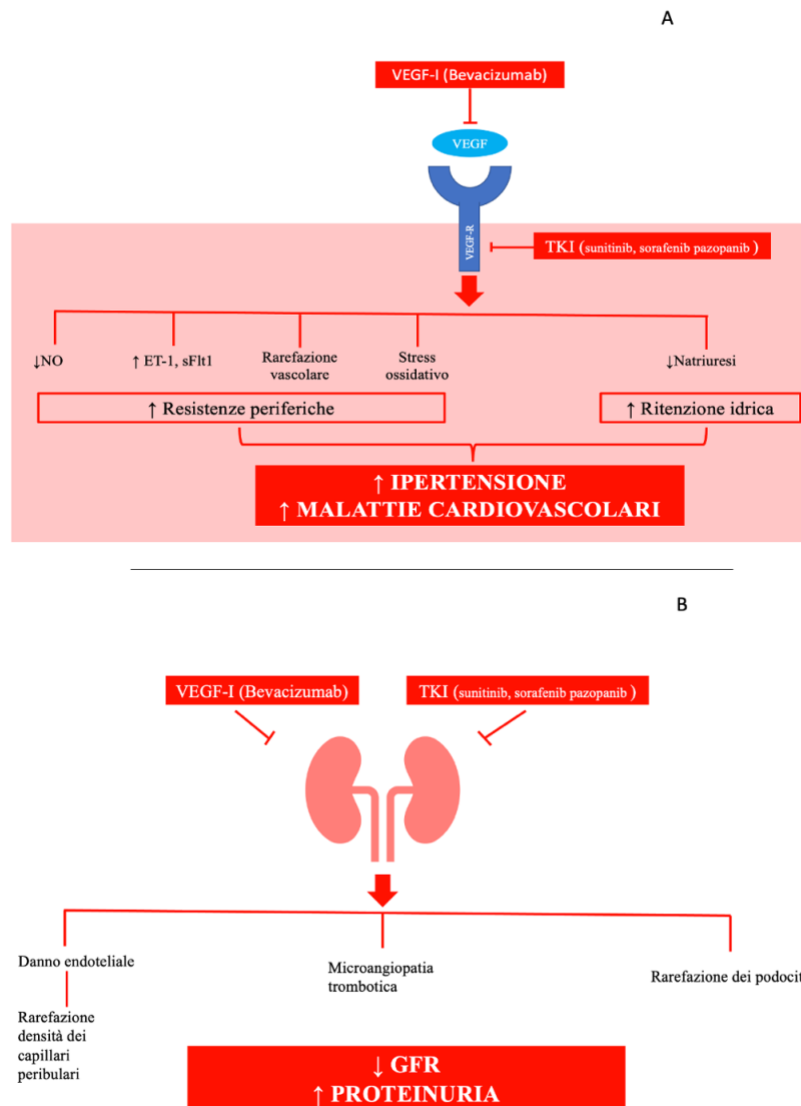 A
VEGF-I (Bevacizumab)
VEGF
VEGF-R
TKI (sunitinib, sorafenib pazopanib )
↓NO
↑ ET-1, sFlt1
Rarefazione
vascolare
Stress
ossidativo
↓Natriuresi
↑ Resistenze periferiche
↑ Ritenzione idrica
↑ IPERTENSIONE
↑ MALATTIE CARDIOVASCOLARI
B
VEGF-I (Bevacizumab)
TKI (sunitinib, sorafenib pazopanib )
Danno endoteliale
Microangiopatia
trombotica
Rarefazione dei podocit
Rarefazione
densità dei
capillari
peribulari
↓ GFR
↑ PROTEINURIA